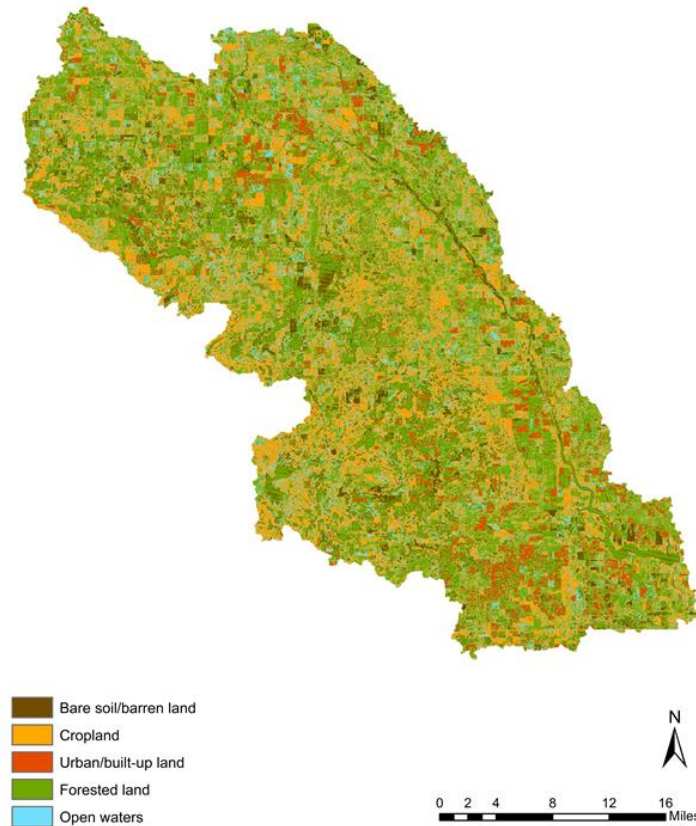 Bare soil/barren land
Cropland
Urban/built-up land
Forested land
Open waters
N
0 2 4 8 12 16
Miles